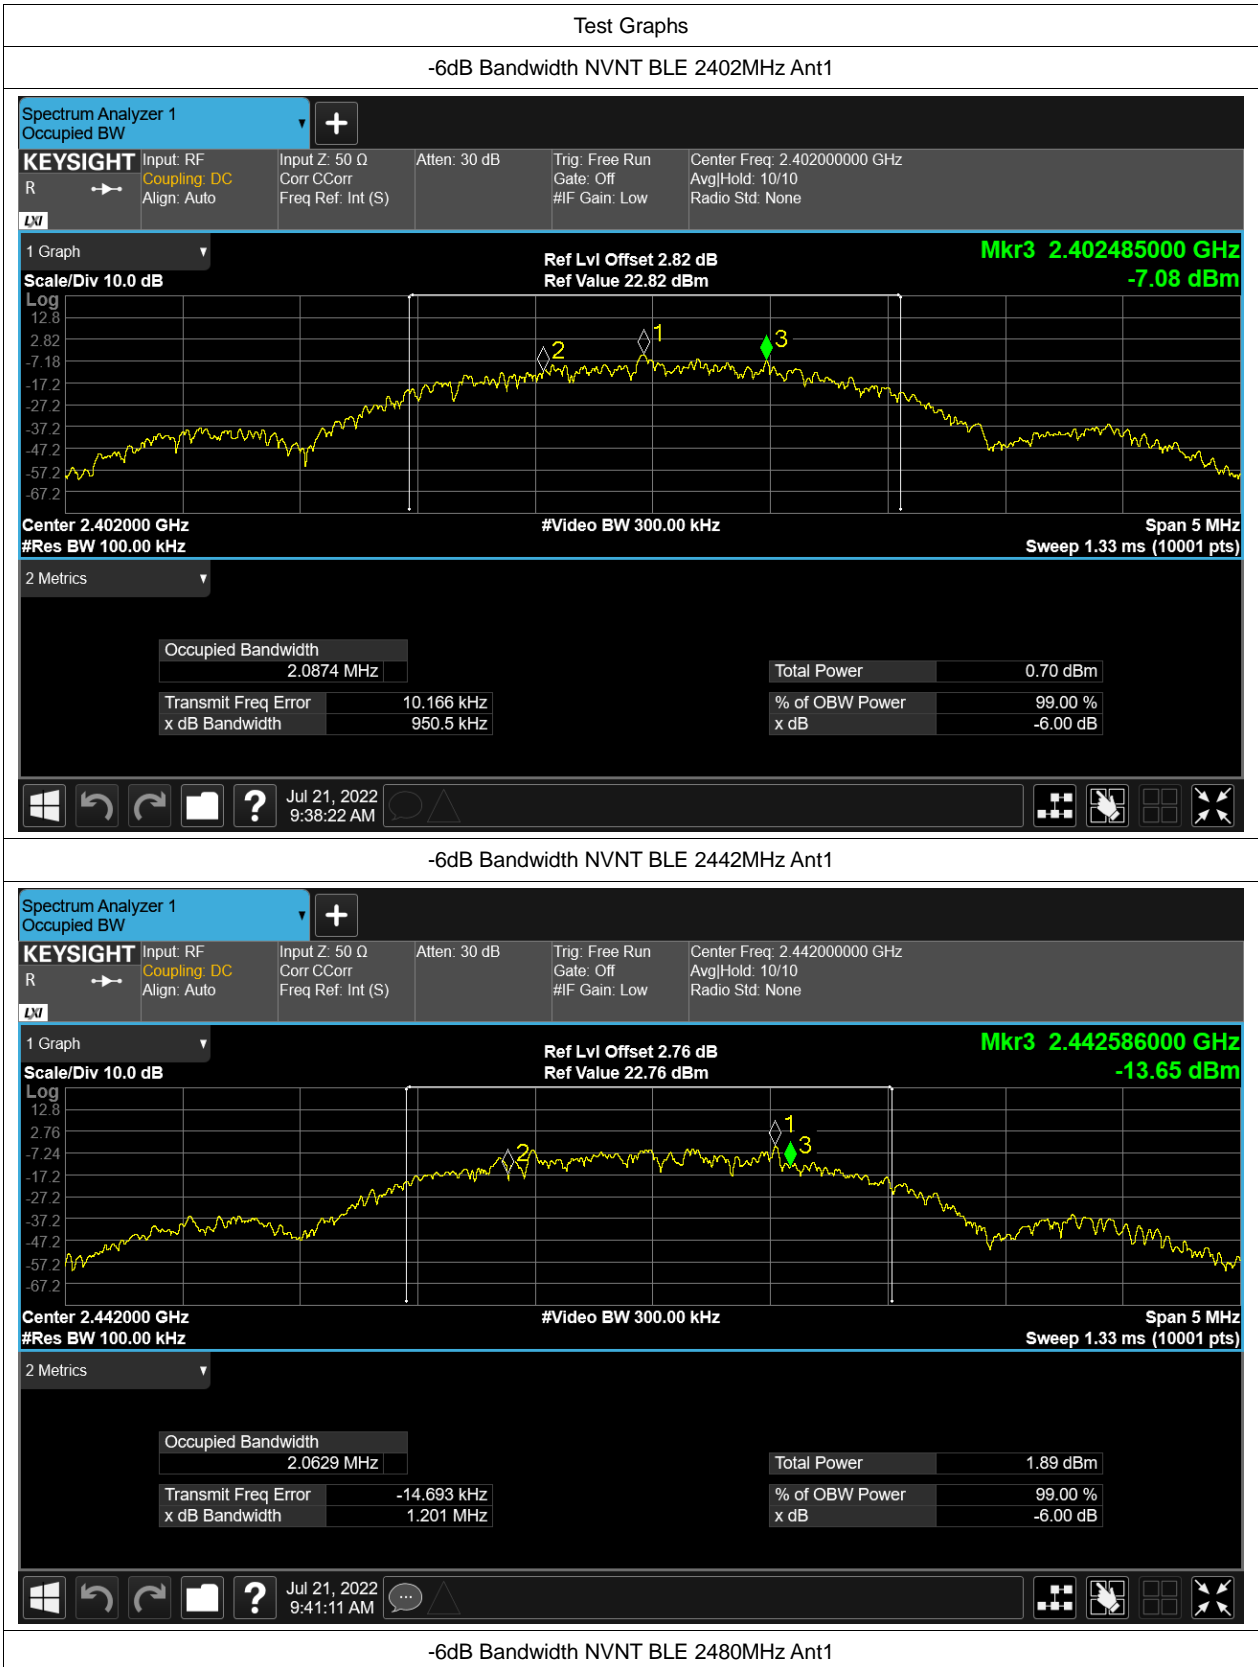 Test Graphs
-6dB Bandwidth NVNT BLE 2402MHz Ant1
Spectrum Analyzer 1
Occupied BW
KEYSIGHT Input: RF Input Z: 50 Ω Atten: 30 dB Trig: Free Run Center Freq: 2.402000000 GHz
R Coupling: DC Corr CCorr Gate: Off Avg|Hold: 10/10
Align: Auto Freq Ref: Int (S) #IF Gain: Low Radio Std: None
LXI
1 Graph Ref Lvl Offset 2.82 dB Mkr3 2.402485000 GHz
Scale/Div 10.0 dB Ref Value 22.82 dBm -7.08 dBm
Log
12.8
2.82
-7.18
-17.2
-27.2
-37.2
-47.2
-57.2
-67.2
2 1 3
Center 2.402000 GHz #Video BW 300.00 kHz Span 5 MHz
#Res BW 100.00 kHz Sweep 1.33 ms (10001 pts)
2 Metrics
Occupied Bandwidth
2.0874 MHz Total Power 0.70 dBm
Transmit Freq Error 10.166 kHz % of OBW Power 99.00 %
x dB Bandwidth 950.5 kHz x dB -6.00 dB
? Jul 21, 2022
9:38:22 AM
-6dB Bandwidth NVNT BLE 2442MHz Ant1
Spectrum Analyzer 1
Occupied BW
KEYSIGHT Input: RF Input Z: 50 Ω Atten: 30 dB Trig: Free Run Center Freq: 2.442000000 GHz
R Coupling: DC Corr CCorr Gate: Off Avg|Hold: 10/10
Align: Auto Freq Ref: Int (S) #IF Gain: Low Radio Std: None
LXI
1 Graph Ref Lvl Offset 2.76 dB Mkr3 2.442586000 GHz
Scale/Div 10.0 dB Ref Value 22.76 dBm -13.65 dBm
Log
12.8
2.76
-7.24
-17.2
-27.2
-37.2
-47.2
-57.2
-67.2
2 1 3
Center 2.442000 GHz #Video BW 300.00 kHz Span 5 MHz
#Res BW 100.00 kHz Sweep 1.33 ms (10001 pts)
2 Metrics
Occupied Bandwidth
2.0629 MHz Total Power 1.89 dBm
Transmit Freq Error -14.693 kHz % of OBW Power 99.00 %
x dB Bandwidth 1.201 MHz x dB -6.00 dB
? Jul 21, 2022
9:41:11 AM
-6dB Bandwidth NVNT BLE 2480MHz Ant1